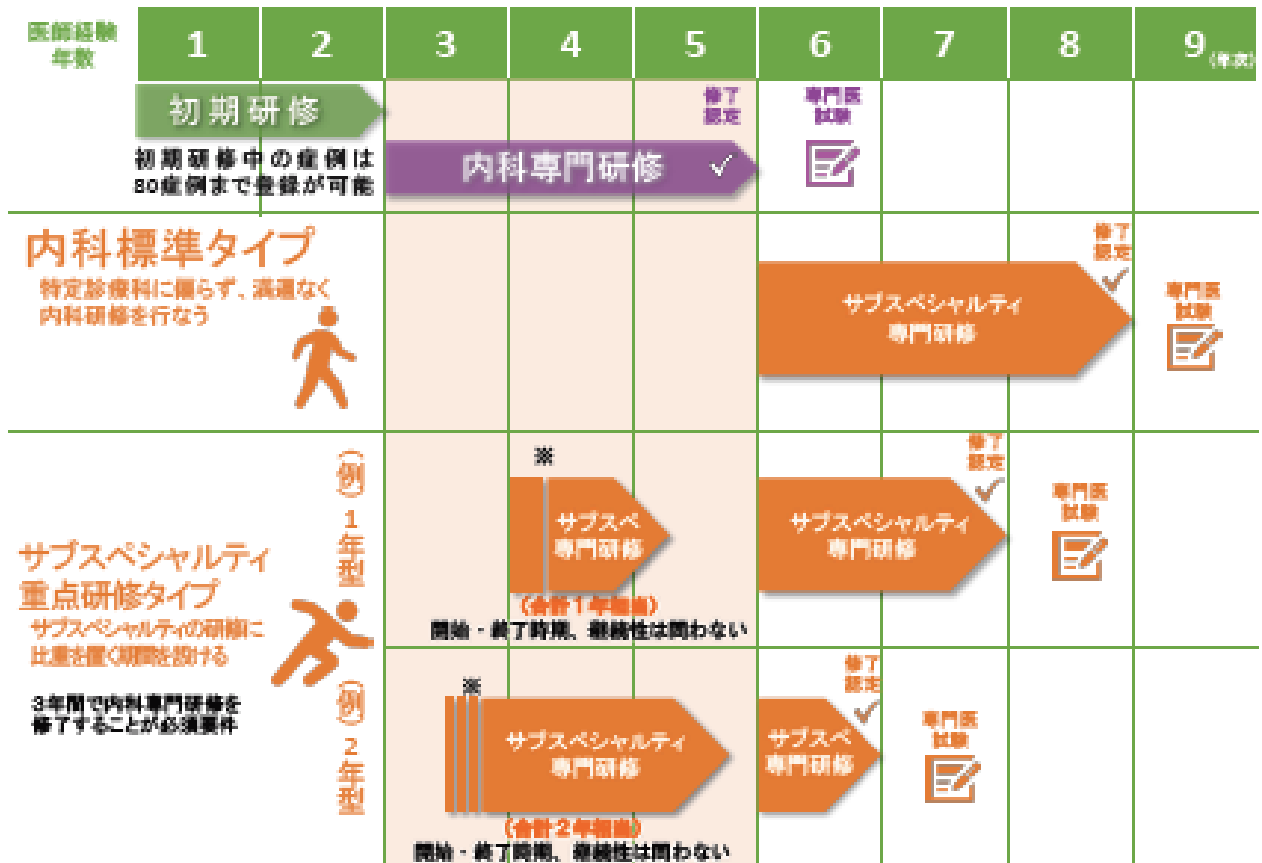 医師経験
年数
1
2
3
4
5
6
7
8
9(年次)
初期研修
初期研修中の症例は
80症例まで登録が可能
修了
認定
内科専門研修
専門医
試験
内科標準タイプ
特定診療科に偏らず、満遍なく
内科研修を行なう
サブスペシャルティ
専門研修
修了
認定
専門医
試験
サブスペシャルティ
重点研修タイプ
サブスペシャルティの研修に
比重を置く期間を設ける
3年間で内科専門研修を
修了することが必須要件
(例)1年型
※
サブスペ
専門研修
(合計1年相当)
開始・終了時期、継続性は問わない
サブスペシャルティ
専門研修
修了
認定
専門医
試験
(例)2年型
※
サブスペシャルティ
専門研修
(合計2年相当)
開始・終了時期、継続性は問わない
サブスペ
専門研修
修了
認定
専門医
試験